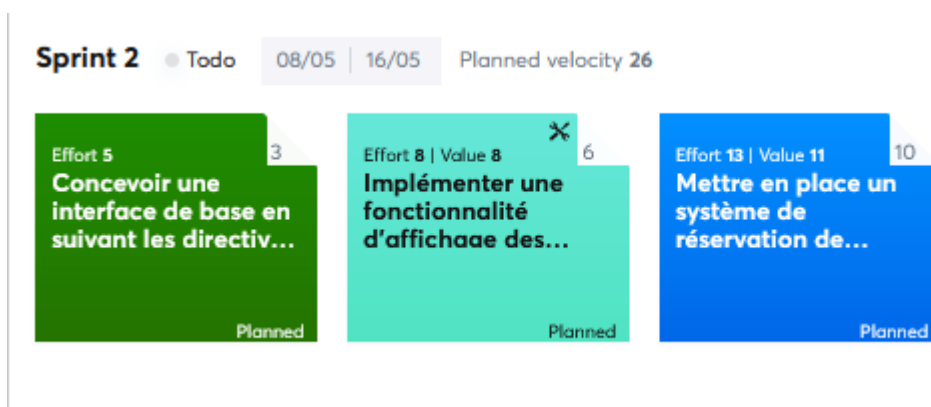 Sprint 2 Todo 08/05 | 16/05 Planned velocity 26
Effort 5 3
Concevoir une
interface de base en
suivant les directiv...
Planned
Effort 8 | Value 8 6
Implémenter une
fonctionnalité
d'affichage des...
Planned
Effort 13 | Value 11 10
Mettre en place un
système de
réservation de...
Planned